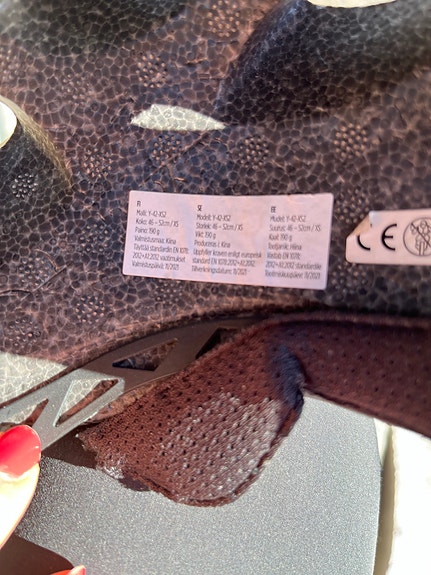 FI
Malli: Y-42-XS2
Koko: 46 – 52cm / XS
Paino: 190 g
Valmistusmaa: Kiina
Täyttää standardin EN 1078:
2012+A1:2012 vaatimukset
Valmistuspäivä: 11/2021
SE
Modell: Y-42-XS2
Storlek: 46 – 52cm / XS
Vikt: 190 g
Produceras i: Kina
Uppfyller kraven enligt europeisk
standard EN 1078:2012+A1:2012.
Tillverkningsdatum: 11/2021
EE
Mudel: Y-42-XS2
Suurus: 46 – 52cm / XS
Kaal: 190 g
Tootjariik: Hiina
Vastab EN 1078:
2012+A1:2012 standardile
Tootmiskuupäev: 11/2021
CE